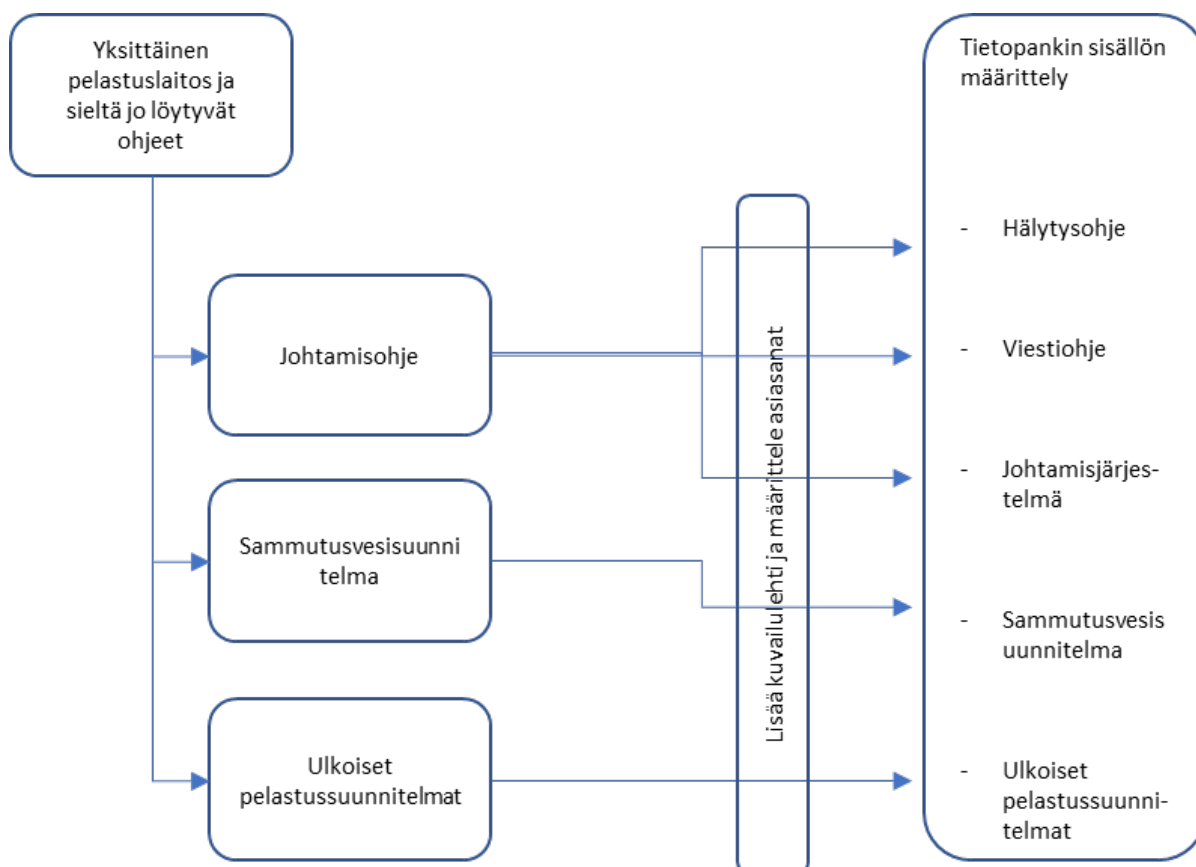 Yksittäinen
pelastuslaitos ja
sieltä jo löytyvät
ohjeet
Johtamisohje
Sammutusvesisuunni
telma
Ulkoiset
pelastussuunnitelmat
Lisää kuvailulehti ja määrittele asiasanat
Tietopankin sisällön
määrittely
- Hälytysohje
- Viestiohje
- Johtamisjärjes-
telmä
- Sammutusvesis
uunnitelma
- Ulkoiset
pelastussuunni-
telmat